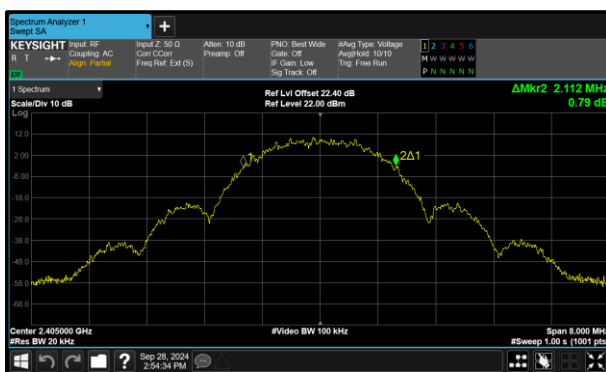 Spectrum Analyzer 1
Swept SA
KEYSIGHT
R T
Input: RF
Coupling: AC
Align: Partial
Input Z: 50 Ω
Corr CCorr
Freq Ref: Ext (S)
Atten: 10 dB
Preamp: Off
PNO: Best Wide
Gate: Off
IF Gain: Low
Sig Track: Off
#Avg Type: Voltage
Avg|Hold: 10/10
Trig: Free Run
1 2 3 4 5 6
M W W W W W
P N N N N N
1 Spectrum
Scale/Div 10 dB
Ref Lvl Offset 22.40 dB
Ref Level 22.00 dBm
ΔMkr2 2.112 MHz
0.79 dB
Log
12.0
2.00
-8.00
-18.0
-28.0
-38.0
-48.0
-58.0
-68.0
2Δ1
Center 2.405000 GHz
#Res BW 20 kHz
#Video BW 100 kHz
Span 8.000 MHz
#Sweep 1.00 s (1001 pts)
Sep 28, 2024
2:54:34 PM